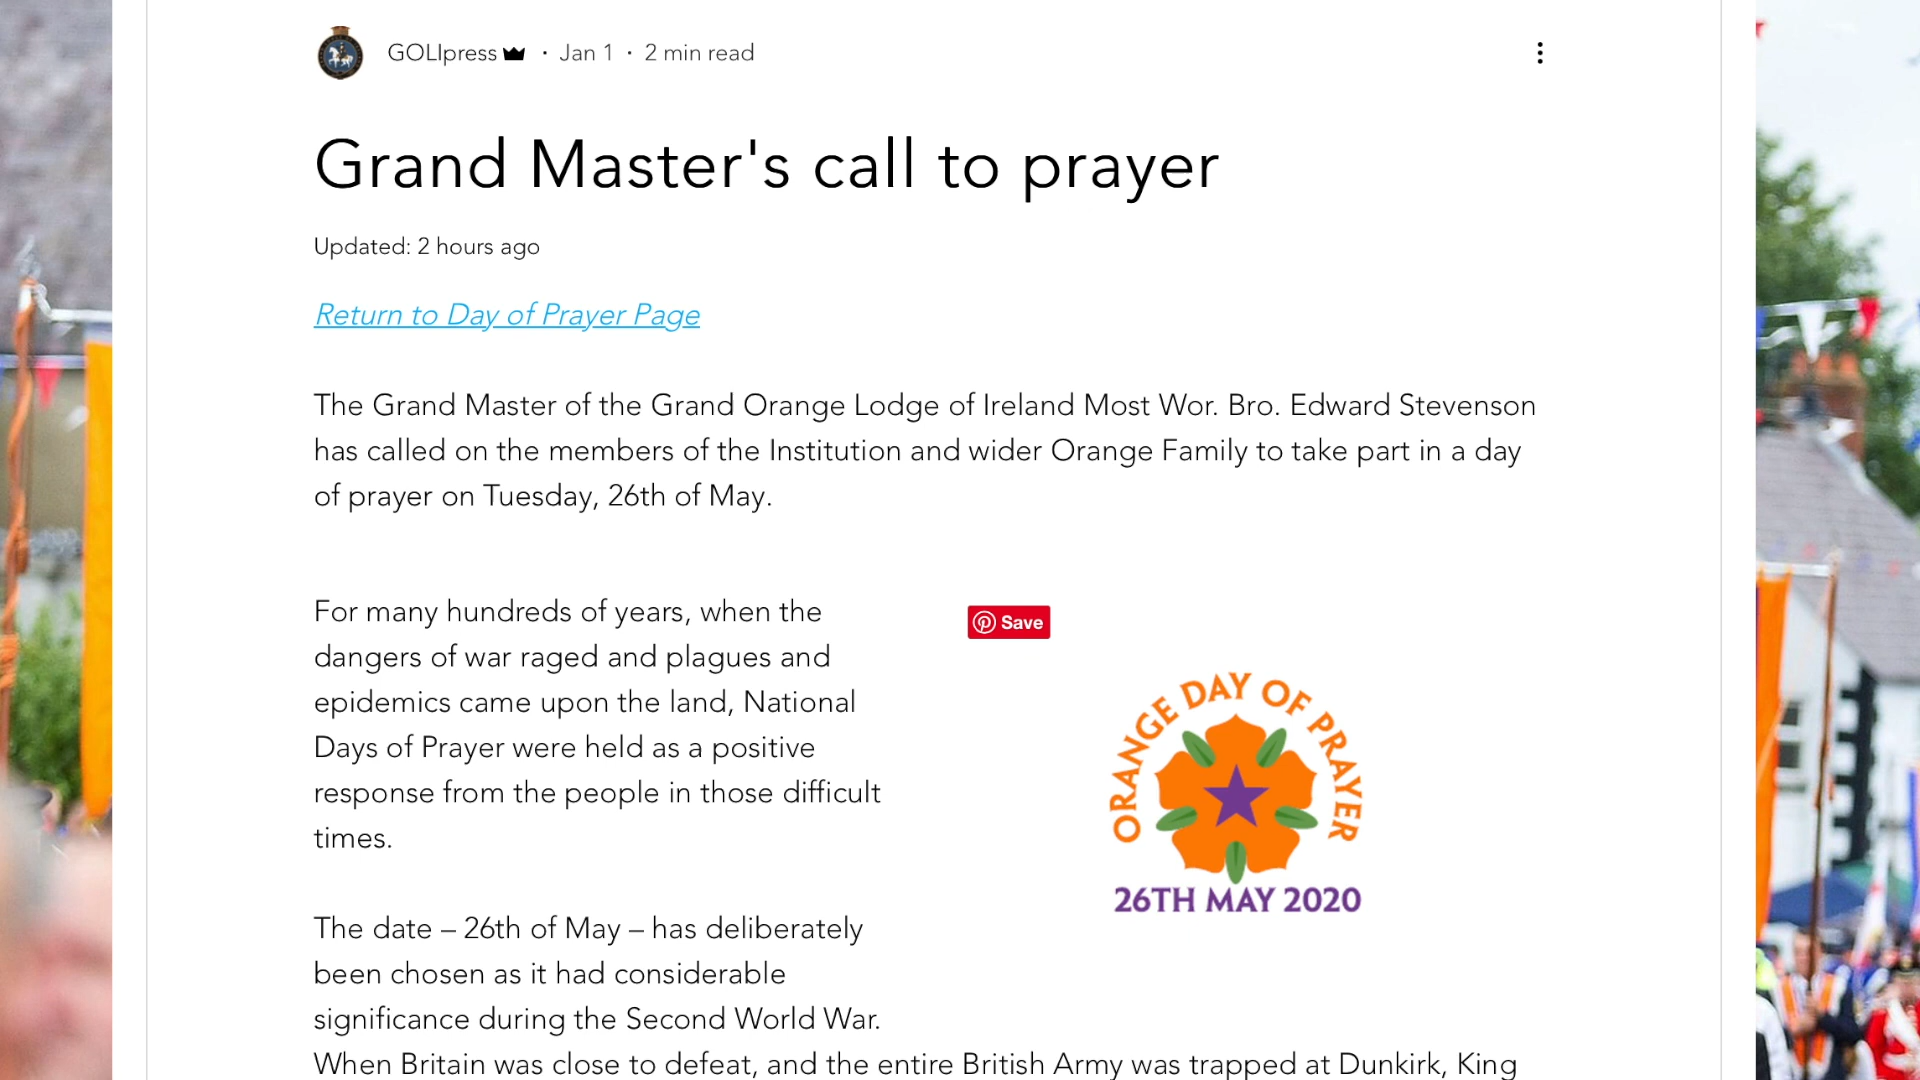 GOLIpress · Jan 1 · 2 min read
Grand Master's call to prayer
Updated: 2 hours ago
Return to Day of Prayer Page
The Grand Master of the Grand Orange Lodge of Ireland Most Wor. Bro. Edward Stevenson
has called on the members of the Institution and wider Orange Family to take part in a day
of prayer on Tuesday, 26th of May.
For many hundreds of years, when the
dangers of war raged and plagues and
epidemics came upon the land, National
Days of Prayer were held as a positive
response from the people in those difficult
times.
Save
ORANGE DAY OF PRAYER
26TH MAY 2020
The date – 26th of May – has deliberately
been chosen as it had considerable
significance during the Second World War.
When Britain was close to defeat, and the entire British Army was trapped at Dunkirk, King